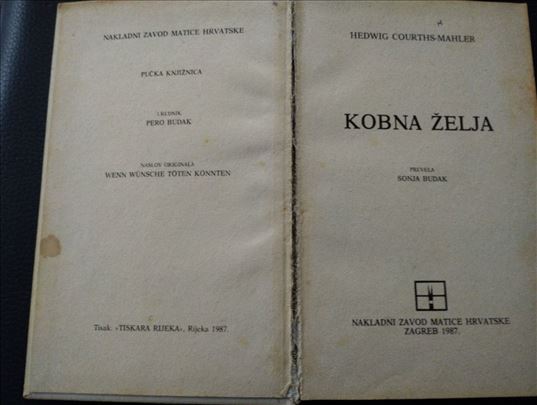 NAKLADNI ZAVOD MATICE HRVATSKE
PUČKA KNJIŽNICA
UREDNIK
PERO BUDAK
NASLOV ORIGINALA
WENN WÜNSCHE TÖTEN KÖNNTEN
Tisak: »TISKARA RIJEKA«, Rijeka 1987.
HEDWIG COURTHS-MAHLER
KOBNA ŽELJA
PREVELA
SONJA BUDAK
NAKLADNI ZAVOD MATICE HRVATSKE
ZAGREB 1987.